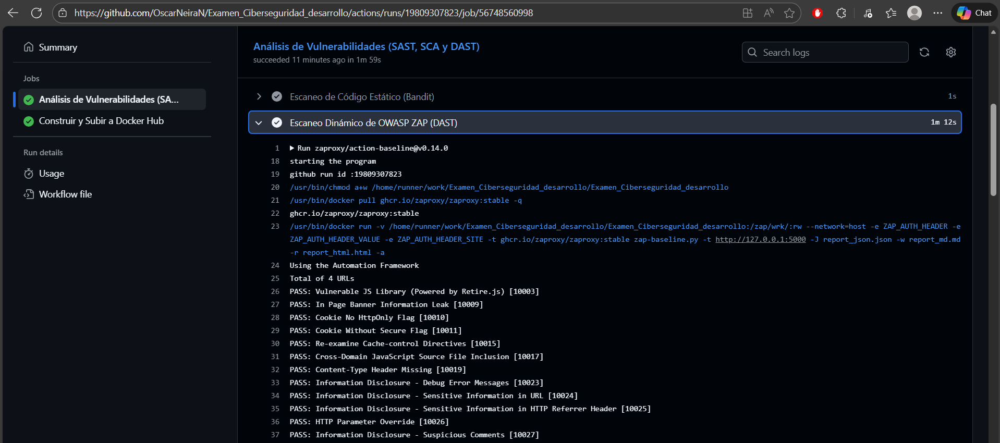 https://github.com/OscarNeiraN/Examen_Ciberseguridad_desarrollo/actions/runs/19809307823/job/56748560998
Chat
Summary
Jobs
Análisis de Vulnerabilidades (SA...
Construir y Subir a Docker Hub
Run details
Usage
Workflow file
Análisis de Vulnerabilidades (SAST, SCA y DAST)
succeeded 11 minutes ago in 1m 59s
Search logs
Escaneo de Código Estático (Bandit) 1s
Escaneo Dinámico de OWASP ZAP (DAST) 1m 12s
1 Run zaproxy/action-baseline@v0.14.0
18 starting the program
19 github run id :19809307823
20 /usr/bin/chmod a+w /home/runner/work/Examen_Ciberseguridad_desarrollo/Examen_Ciberseguridad_desarrollo
21 /usr/bin/docker pull ghcr.io/zaproxy/zaproxy:stable -q
22 ghcr.io/zaproxy/zaproxy:stable
23 /usr/bin/docker run -v /home/runner/work/Examen_Ciberseguridad_desarrollo/Examen_Ciberseguridad_desarrollo:/zap/wrk/:rw --network=host -e ZAP_AUTH_HEADER -e
ZAP_AUTH_HEADER_VALUE -e ZAP_AUTH_HEADER_SITE -t ghcr.io/zaproxy/zaproxy:stable zap-baseline.py -t http://127.0.0.1:5000 -J report_json.json -w report_md.md
-r report_html.html -a
24 Using the Automation Framework
25 Total of 4 URLs
26 PASS: Vulnerable JS Library (Powered by Retire.js) [10003]
27 PASS: In Page Banner Information Leak [10009]
28 PASS: Cookie No HttpOnly Flag [10010]
29 PASS: Cookie Without Secure Flag [10011]
30 PASS: Re-examine Cache-control Directives [10015]
31 PASS: Cross-Domain JavaScript Source File Inclusion [10017]
32 PASS: Content-Type Header Missing [10019]
33 PASS: Information Disclosure - Debug Error Messages [10023]
34 PASS: Information Disclosure - Sensitive Information in URL [10024]
35 PASS: Information Disclosure - Sensitive Information in HTTP Referrer Header [10025]
36 PASS: HTTP Parameter Override [10026]
37 PASS: Information Disclosure - Suspicious Comments [10027]